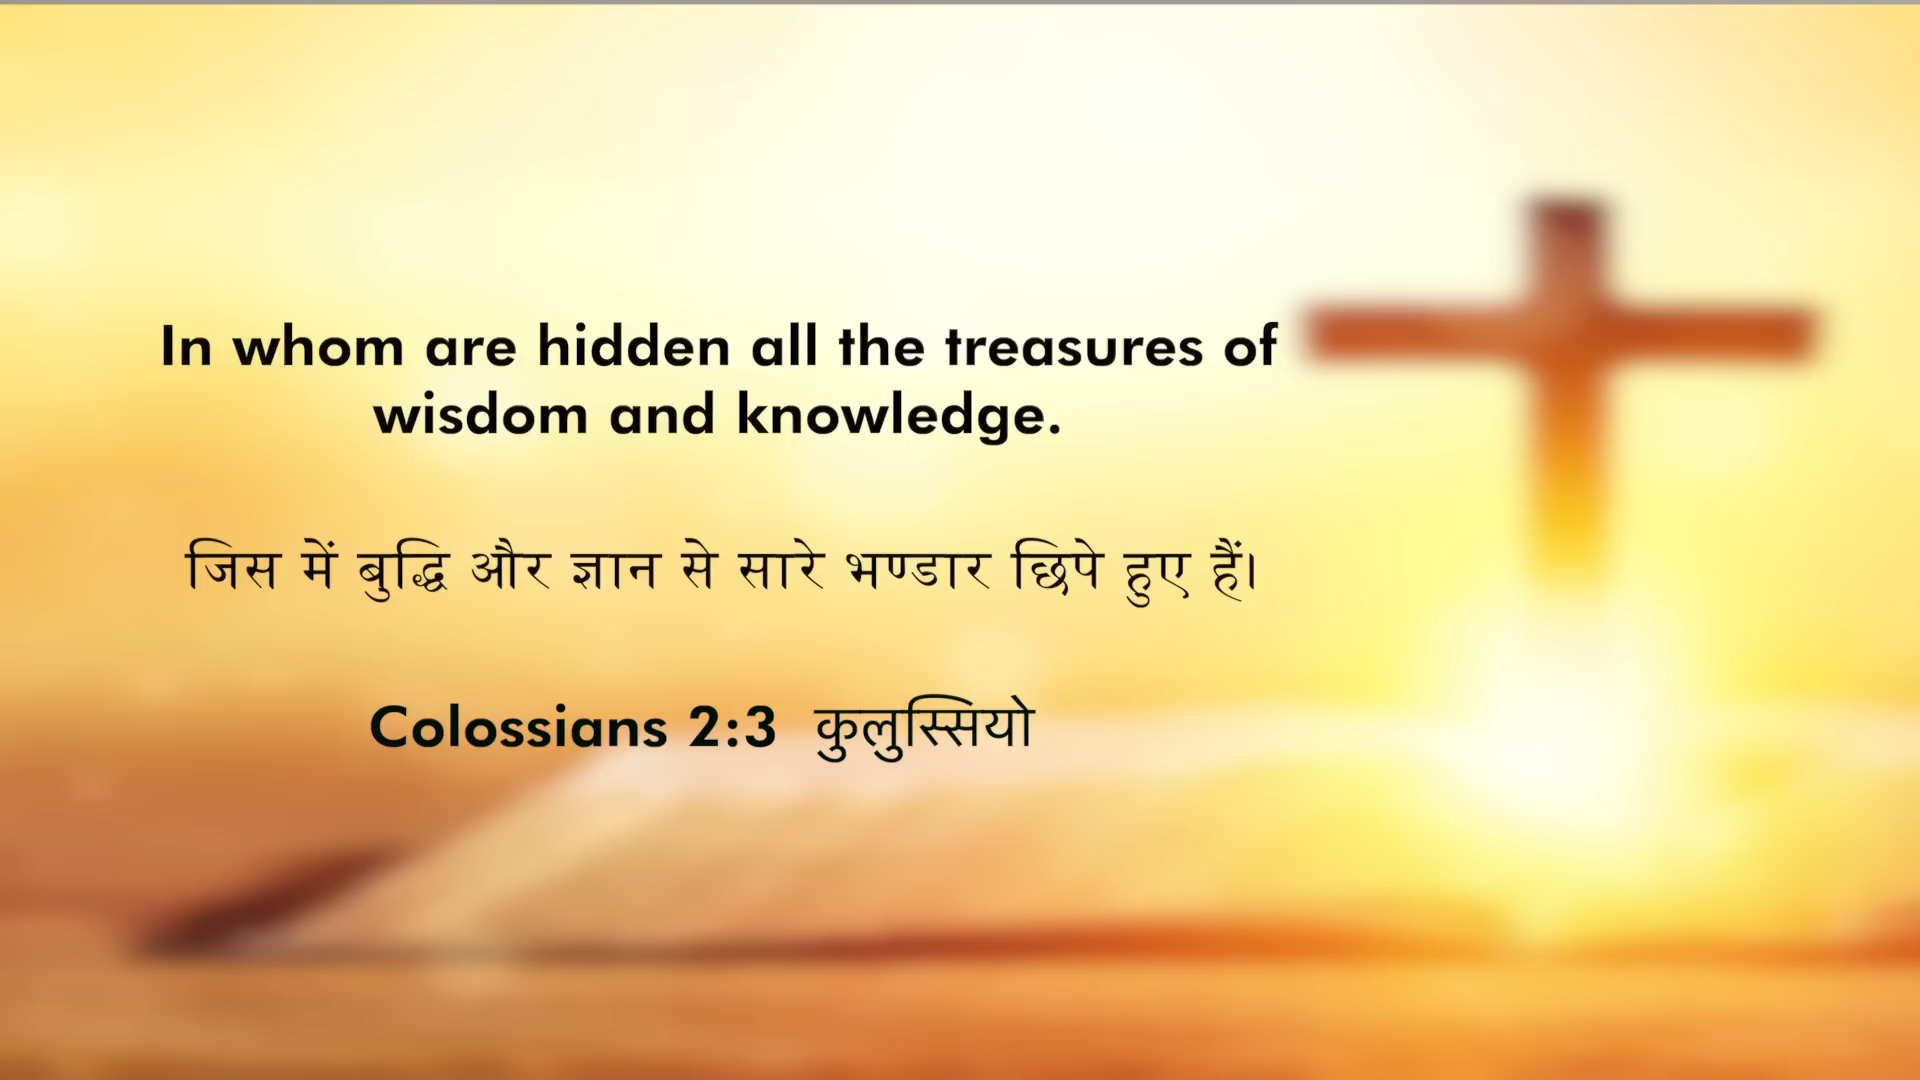 In whom are hidden all the treasures of
wisdom and knowledge.
जिस में बुद्धि और ज्ञान से सारे भण्डार छिपे हुए हैं।
Colossians 2:3 कुलुस्सियो